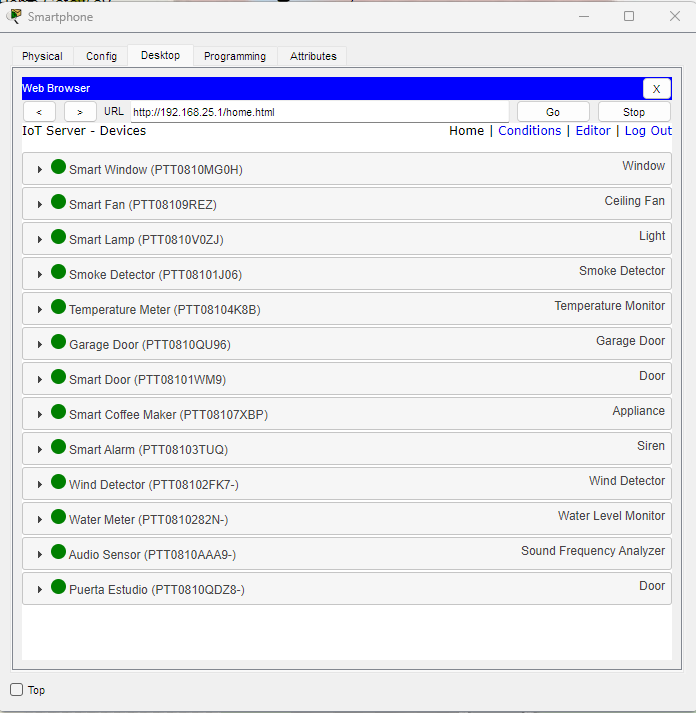 Smartphone
Physical Config Desktop Programming Attributes
Web Browser X
< > URL http://192.168.25.1/home.html Go Stop
IoT Server - Devices Home | Conditions | Editor | Log Out
Smart Window (PTT0810MG0H) Window
Smart Fan (PTT08109REZ) Ceiling Fan
Smart Lamp (PTT0810V0ZJ) Light
Smoke Detector (PTT08101J06) Smoke Detector
Temperature Meter (PTT08104K8B) Temperature Monitor
Garage Door (PTT0810QU96) Garage Door
Smart Door (PTT08101WM9) Door
Smart Coffee Maker (PTT08107XBP) Appliance
Smart Alarm (PTT08103TUQ) Siren
Wind Detector (PTT08102FK7-) Wind Detector
Water Meter (PTT0810282N-) Water Level Monitor
Audio Sensor (PTT0810AAA9-) Sound Frequency Analyzer
Puerta Estudio (PTT0810QDZ8-) Door
Top